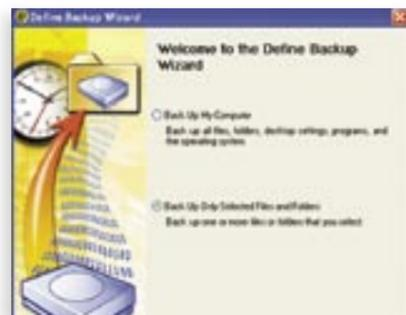 Define Backup Wizard
Welcome to the Define Backup
Wizard
Back Up My Computer
Back up all files, folders, desktop settings, programs, and
the operating system
Back Up Only Selected Files and Folders
Back up one or more files or folders that you select